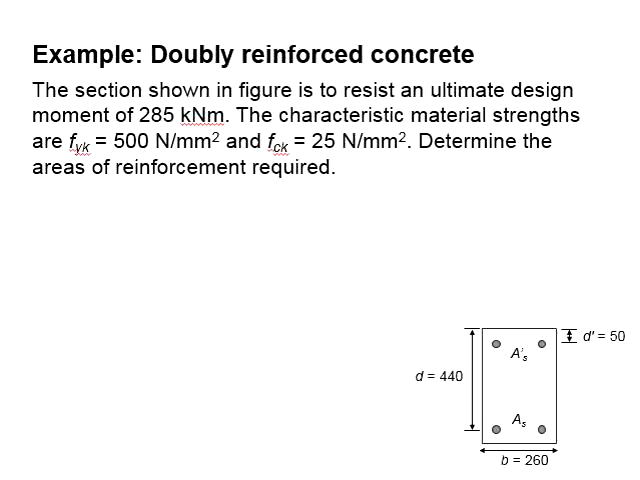 Example: Doubly reinforced concrete
The section shown in figure is to resist an ultimate design
moment of 285 kNm. The characteristic material strengths
are fyk = 500 N/mm² and fck = 25 N/mm². Determine the
areas of reinforcement required.
d' = 50
A's
d = 440
As
b = 260